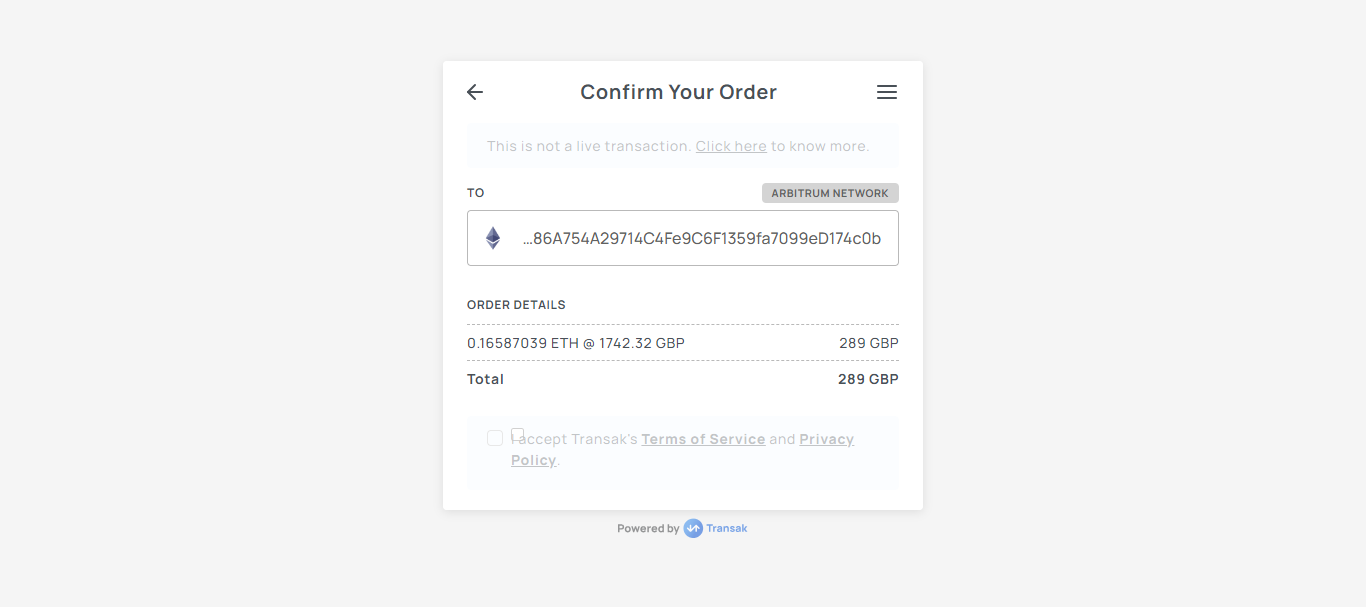 Confirm Your Order
This is not a live transaction. Click here to know more.
TO
ARBITRUM NETWORK
...86A754A29714C4Fe9C6F1359fa7099eD174c0b
ORDER DETAILS
0.16587039 ETH @ 1742.32 GBP 289 GBP
Total 289 GBP
I accept Transak's Terms of Service and Privacy
Policy.
Powered by Transak